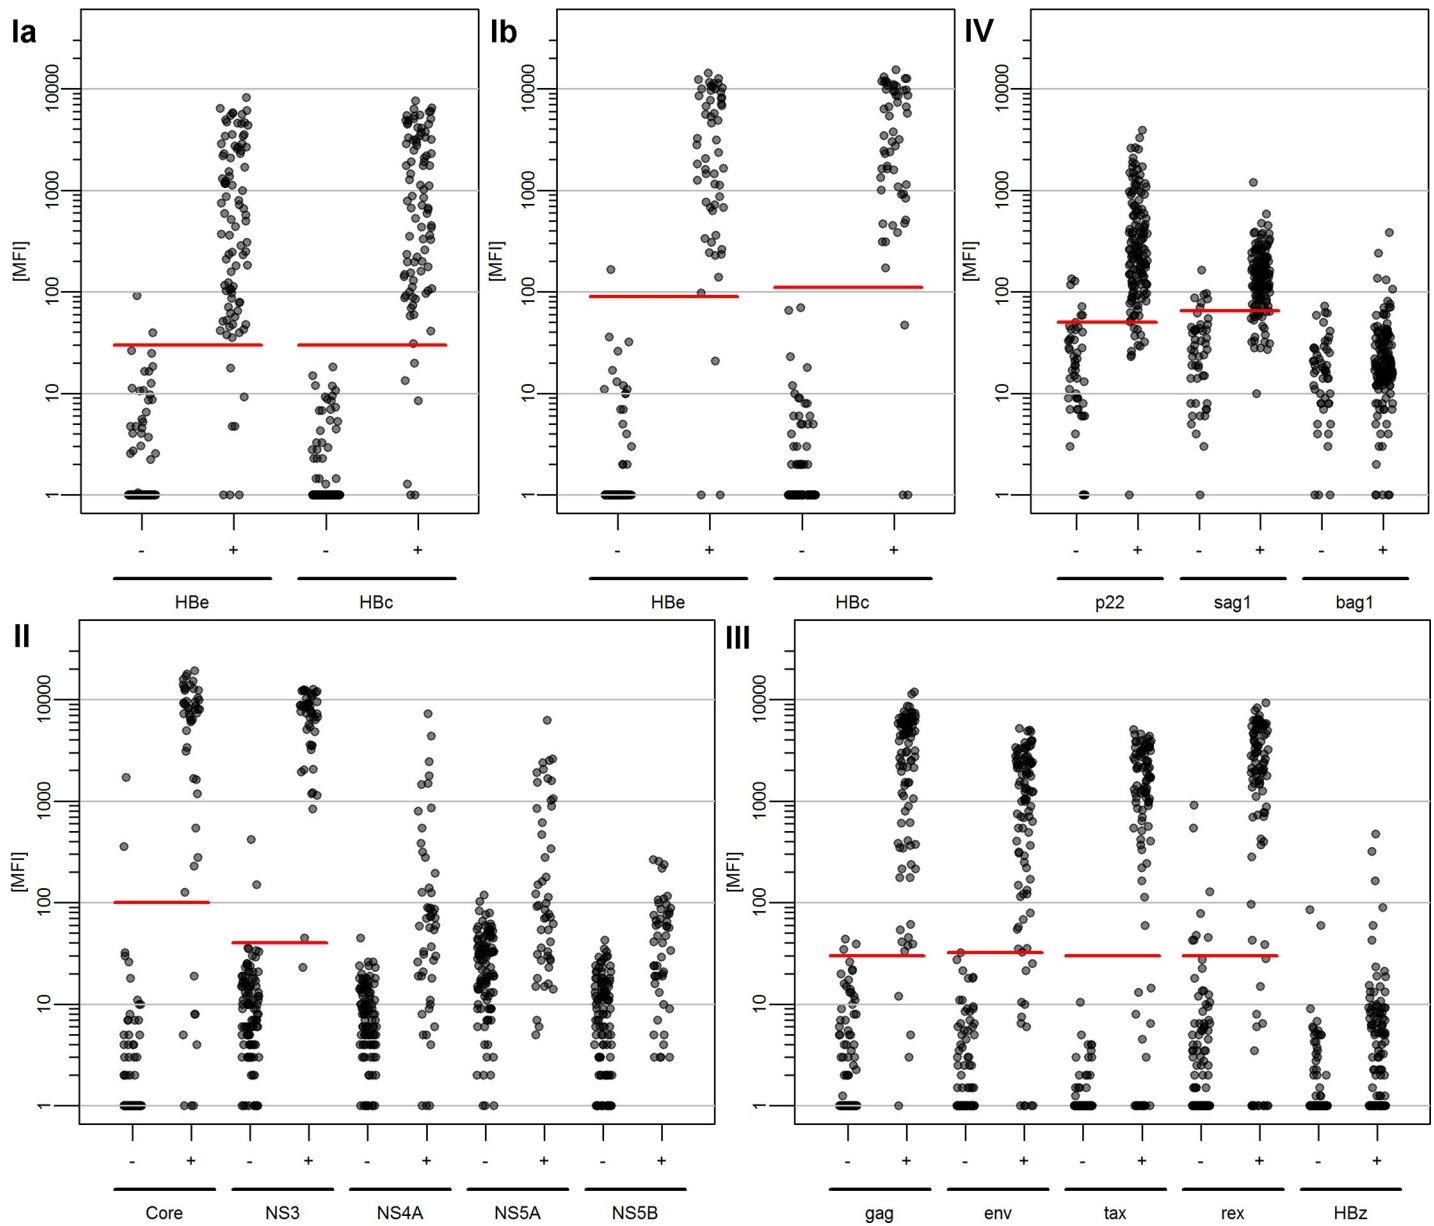 Ia
[MFI]
10000
1000
100
10
1
- + - +
HBe HBc
Ib
[MFI]
10000
1000
100
10
1
- + - +
HBe HBc
IV
[MFI]
10000
1000
100
10
1
- + - + - +
p22 sag1 bag1
II
[MFI]
10000
1000
100
10
1
- + - + - + - + - +
Core NS3 NS4A NS5A NS5B
III
[MFI]
10000
1000
100
10
1
- + - + - + - + - +
gag env tax rex HBz